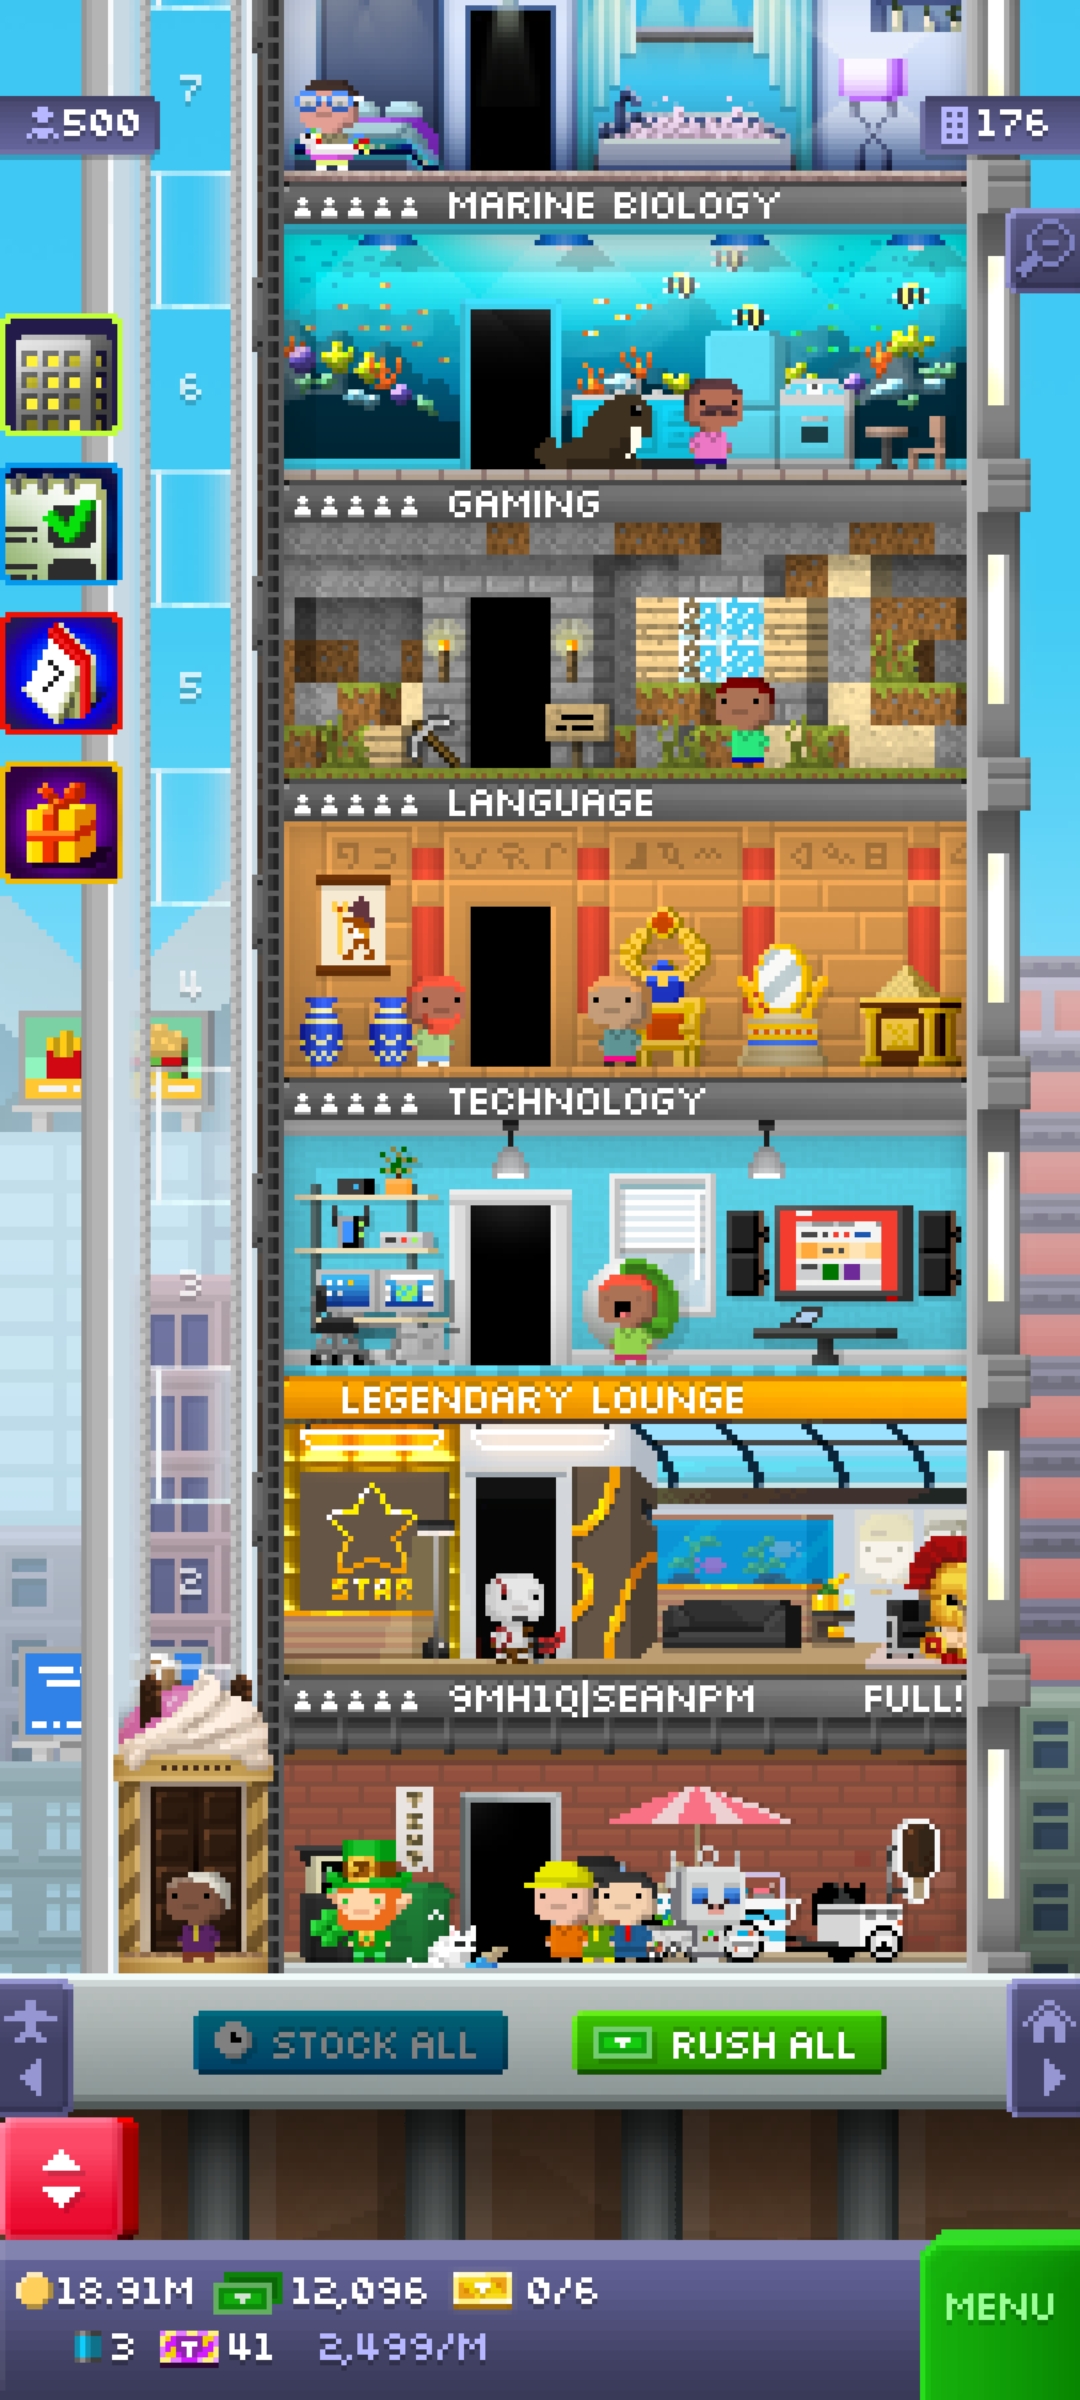 7
500
176
MARINE BIOLOGY
6
GAMING
5
LANGUAGE
4
TECHNOLOGY
3
LEGENDARY LOUNGE
STAR
2
9MH1Q|SEANPM FULL!
STOCK ALL
RUSH ALL
18.91M 12,096 0/6
3 41 2,499/M
MENU